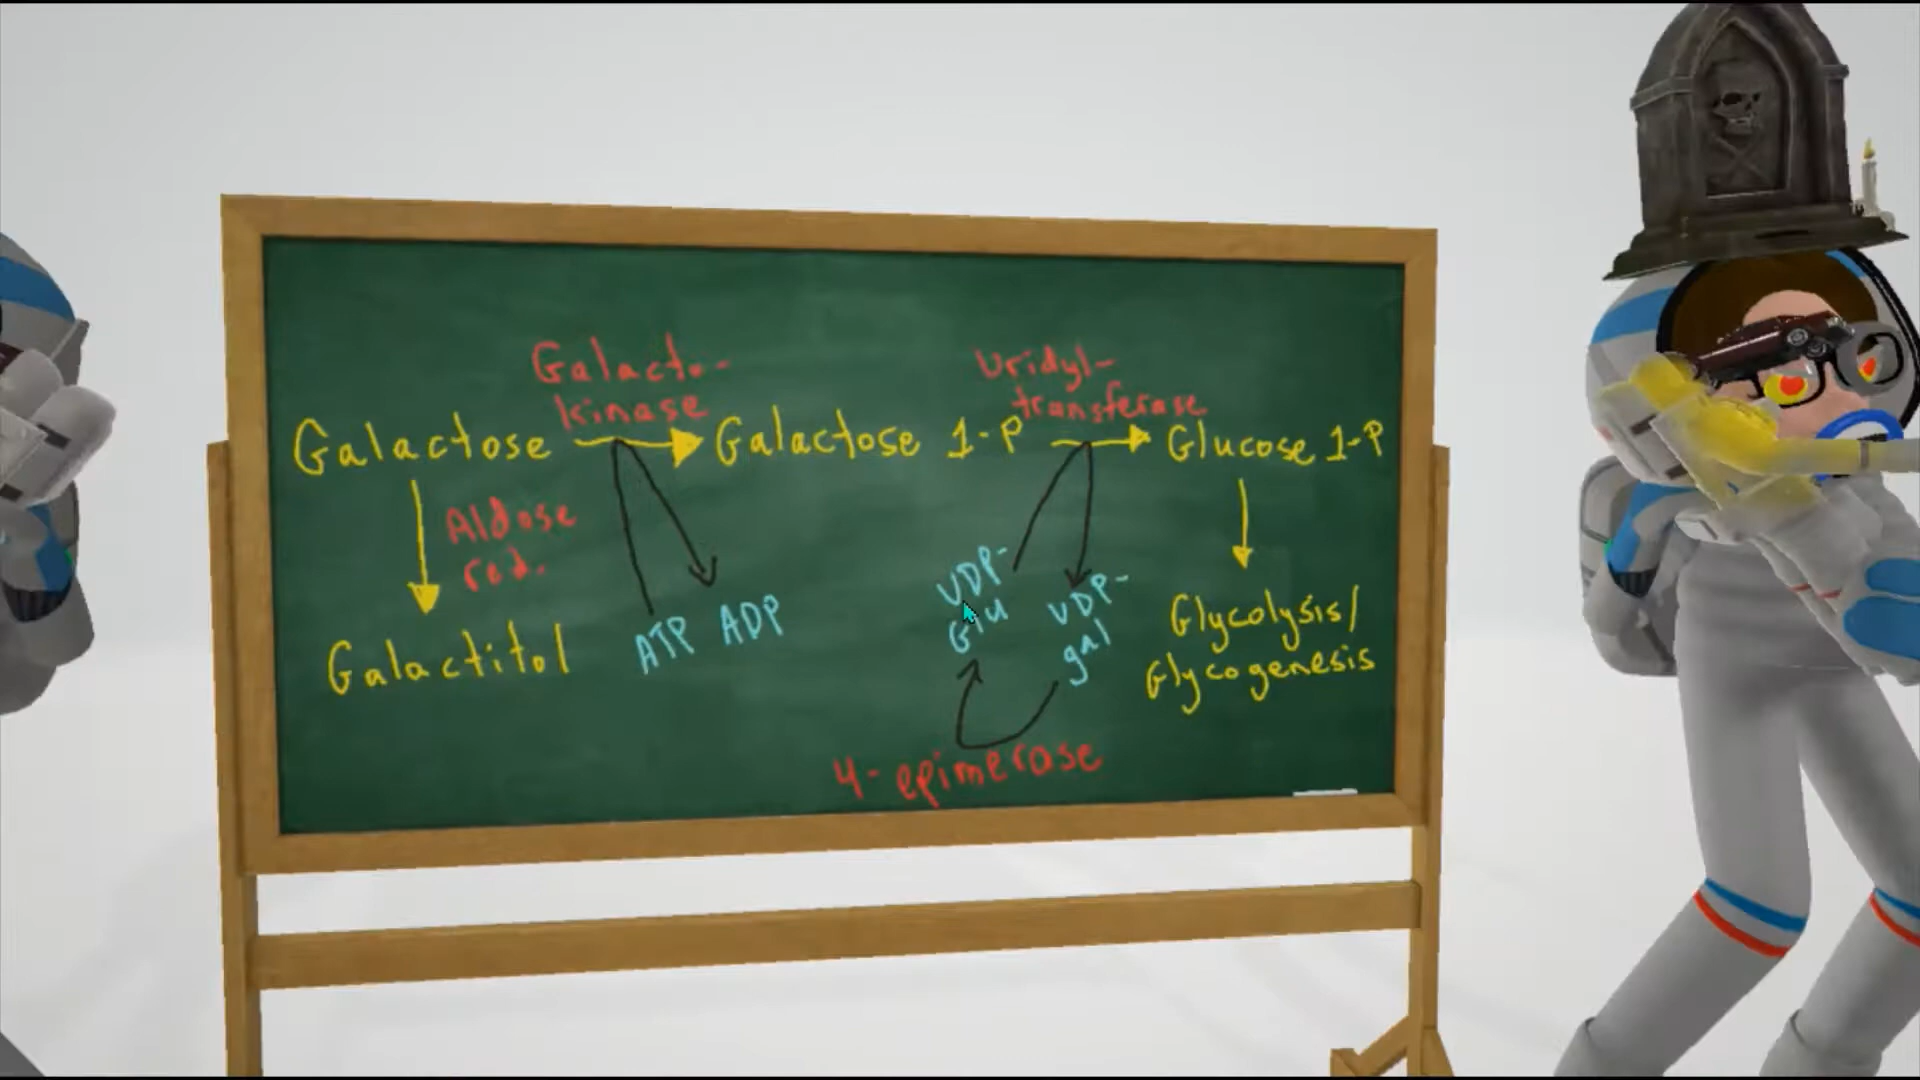 Galacto-
kinase
Uridyl-
transferase
Galactose
Galactose 1-P
Glucose 1-P
Aldose
red.
Galactitol
ATP ADP
UDP-
Glu
UDP-
gal
Glycolysis/
Glycogenesis
4-epimerase